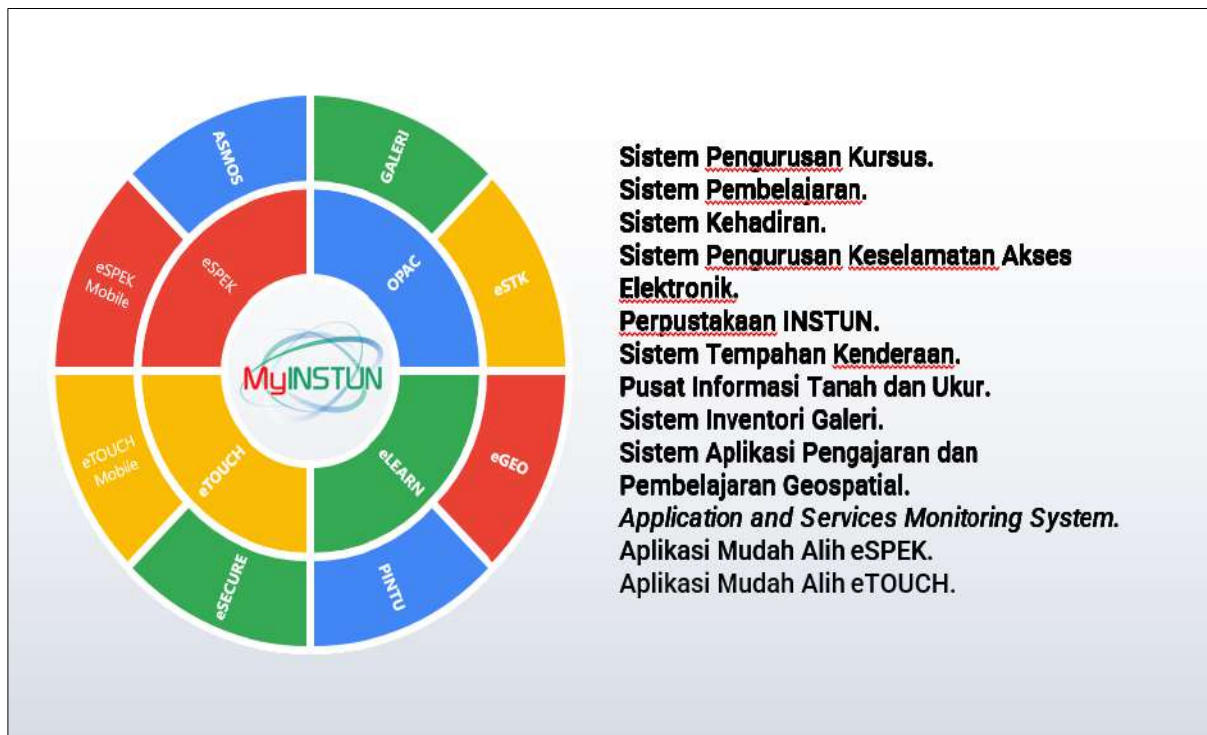 ASMOS
GALERI
eSPEK
Mobile
eSPEK
OPAC
eSTK
MyINSTUN
eTOUCH
Mobile
eTOUCH
eLEARN
eGEO
eSECURE
PINTU
Sistem Pengurusan Kursus.
Sistem Pembelajaran.
Sistem Kehadiran.
Sistem Pengurusan Keselamatan Akses
Elektronik.
Perpustakaan INSTUN.
Sistem Tempahan Kenderaan.
Pusat Informasi Tanah dan Ukur.
Sistem Inventori Galeri.
Sistem Aplikasi Pengajaran dan
Pembelajaran Geospatial.
Application and Services Monitoring System.
Aplikasi Mudah Alih eSPEK.
Aplikasi Mudah Alih eTOUCH.